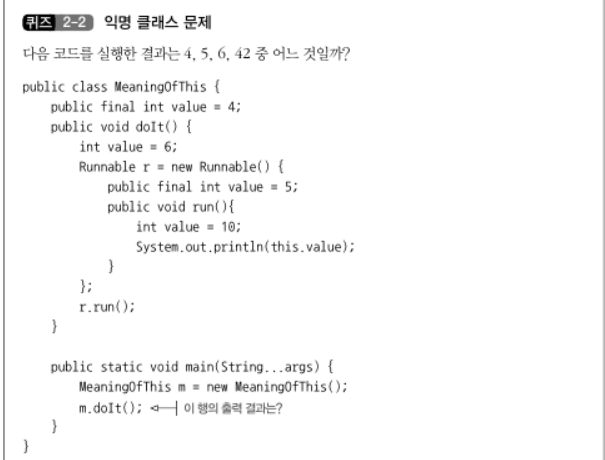 퀴즈 2-2 익명 클래스 문제
다음 코드를 실행한 결과는 4, 5, 6, 42 중 어느 것일까?
public class MeaningOfThis {
    public final int value = 4;
    public void doIt() {
        int value = 6;
        Runnable r = new Runnable() {
            public final int value = 5;
            public void run(){
                int value = 10;
                System.out.println(this.value);
            }
        };
        r.run();
    }
    public static void main(String...args) {
        MeaningOfThis m = new MeaningOfThis();
        m.doIt(); 이 행의 출력 결과는?
    }
}